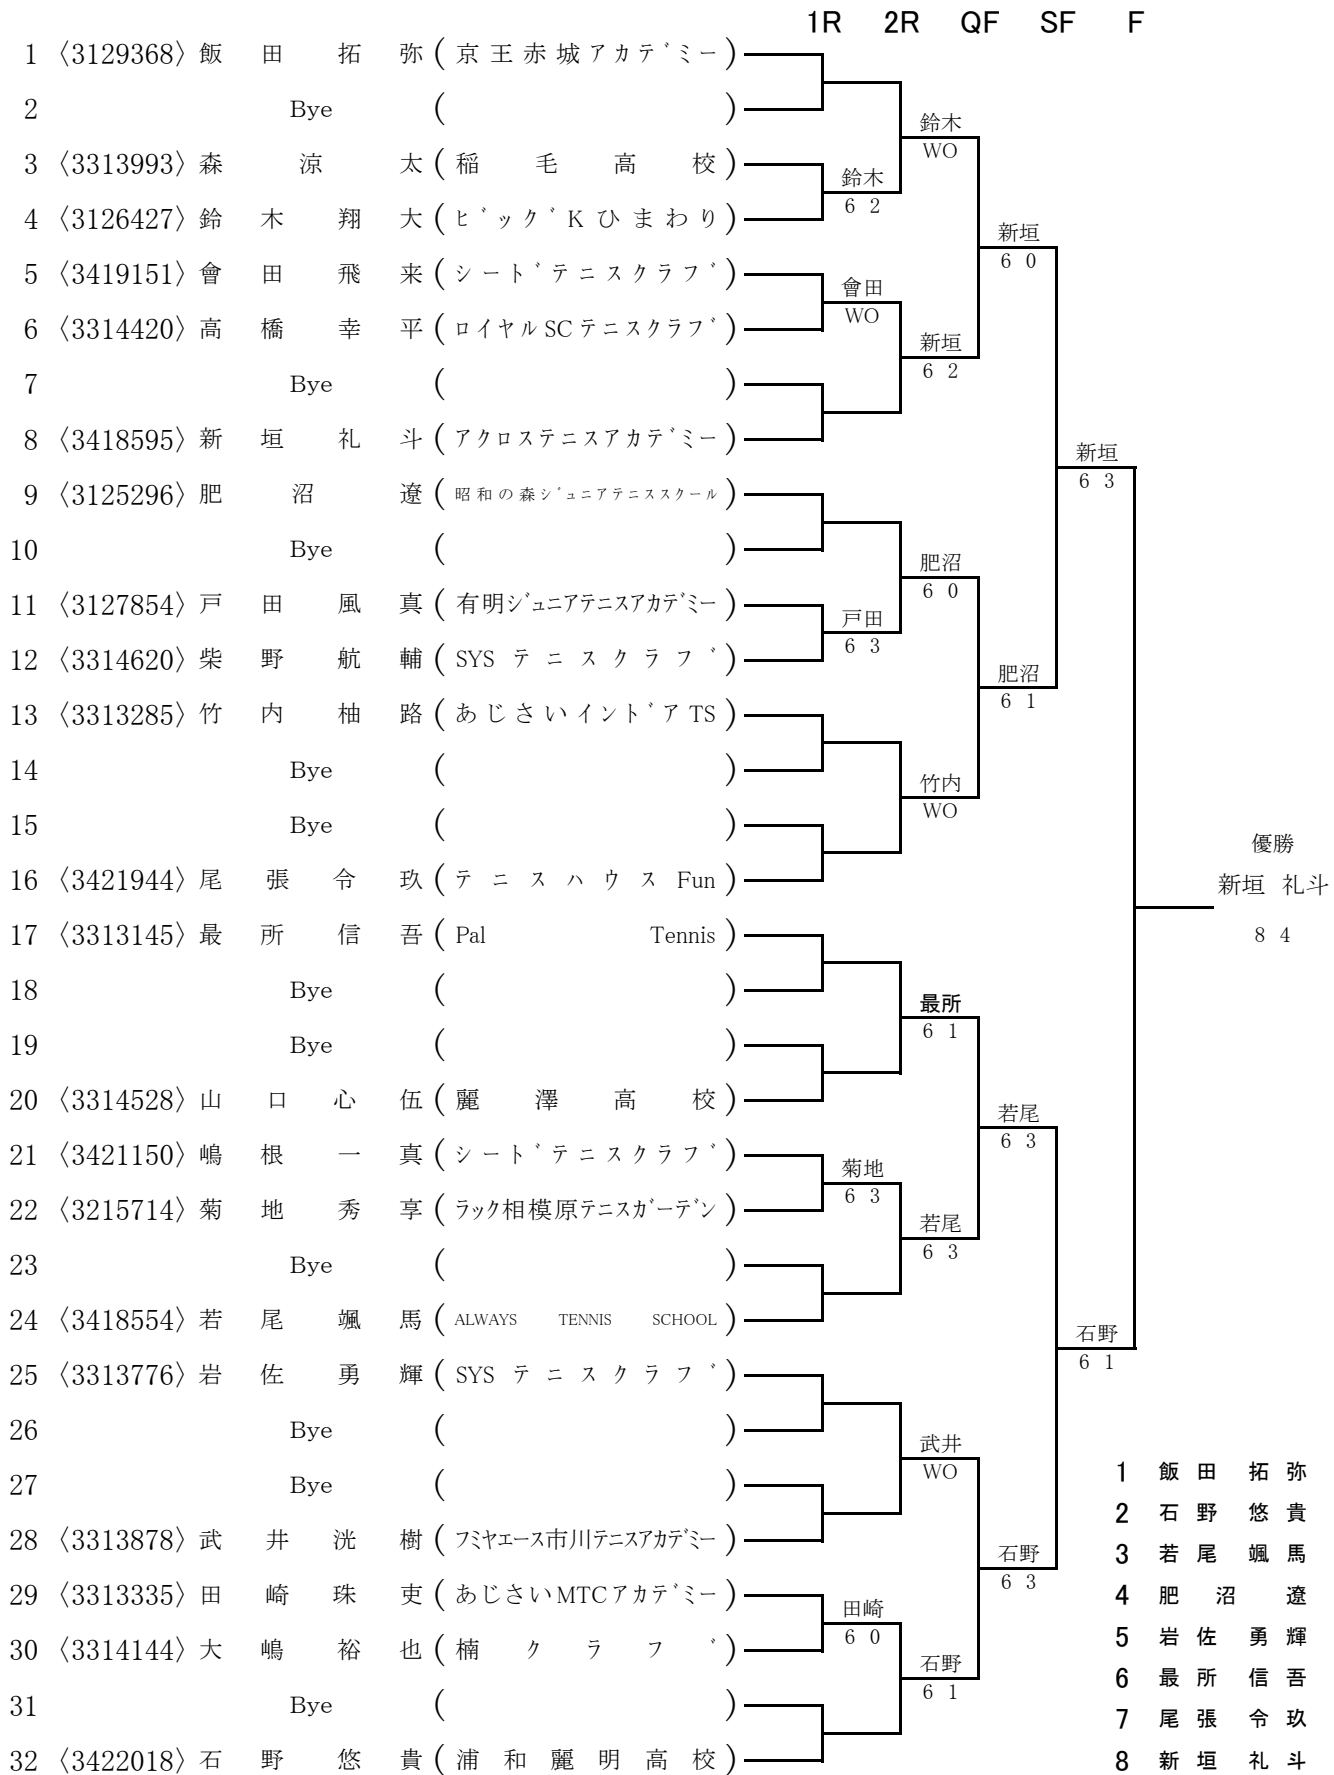 1R 2R QF SF F
1 〈3129368〉 飯田 拓弥 (京王赤城アカデミー)
2 Bye ( )
鈴木
WO
3 〈3313993〉 森 涼太 (稲毛高校)
鈴木
6 2
4 〈3126427〉 鈴木 翔大 (ビッグKひまわり)
新垣
6 0
5 〈3419151〉 會田 飛来 (シードテニスクラブ)
會田
WO
6 〈3314420〉 高橋 幸平 (ロイヤルSCテニスクラブ)
新垣
6 2
7 Bye ( )
8 〈3418595〉 新垣 礼斗 (アクロステニスアカデミー)
新垣
6 3
9 〈3125296〉 肥沼 遼 (昭和の森ジュニアテニススクール)
10 Bye ( )
肥沼
6 0
11 〈3127854〉 戸田 風真 (有明ジュニアテニスアカデミー)
戸田
6 3
12 〈3314620〉 柴野 航輔 (SYSテニスクラブ)
肥沼
6 1
13 〈3313285〉 竹内 柚路 (あじさいインドアTS)
14 Bye ( )
竹内
WO
15 Bye ( )
16 〈3421944〉 尾張 令玖 (テニスハウスFun)
優勝
新垣 礼斗
8 4
17 〈3313145〉 最所 信吾 (Pal Tennis)
18 Bye ( )
最所
6 1
19 Bye ( )
20 〈3314528〉 山口 心伍 (麗澤高校)
若尾
6 3
21 〈3421150〉 嶋根 一真 (シードテニスクラブ)
菊地
6 3
22 〈3215714〉 菊地 秀享 (ラック相模原テニスガーデン)
若尾
6 3
23 Bye ( )
24 〈3418554〉 若尾 颯馬 (ALWAYS TENNIS SCHOOL)
石野
6 1
25 〈3313776〉 岩佐 勇輝 (SYSテニスクラブ)
26 Bye ( )
武井
WO
27 Bye ( )
28 〈3313878〉 武井 洸樹 (フミヤエース市川テニスアカデミー)
石野
6 3
29 〈3313335〉 田崎 珠吏 (あじさいMTCアカデミー)
田崎
6 0
30 〈3314144〉 大嶋 裕也 (楠クラブ)
石野
6 1
31 Bye ( )
32 〈3422018〉 石野 悠貴 (浦和麗明高校)
1 飯田 拓弥
2 石野 悠貴
3 若尾 颯馬
4 肥沼 遼
5 岩佐 勇輝
6 最所 信吾
7 尾張 令玖
8 新垣 礼斗